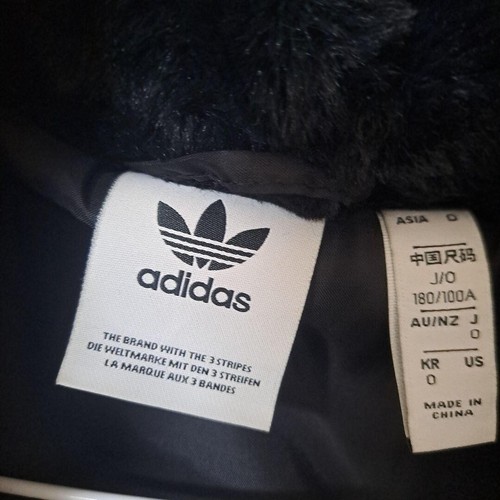 adidas
THE BRAND WITH THE 3 STRIPES
DIE WELTMARKE MIT DEN 3 STREIFEN
LA MARQUE AUX 3 BANDES
ASIA O
中国尺码
J/O
180/100A
AU/NZ J
O
KR US
O
MADE IN
CHINA